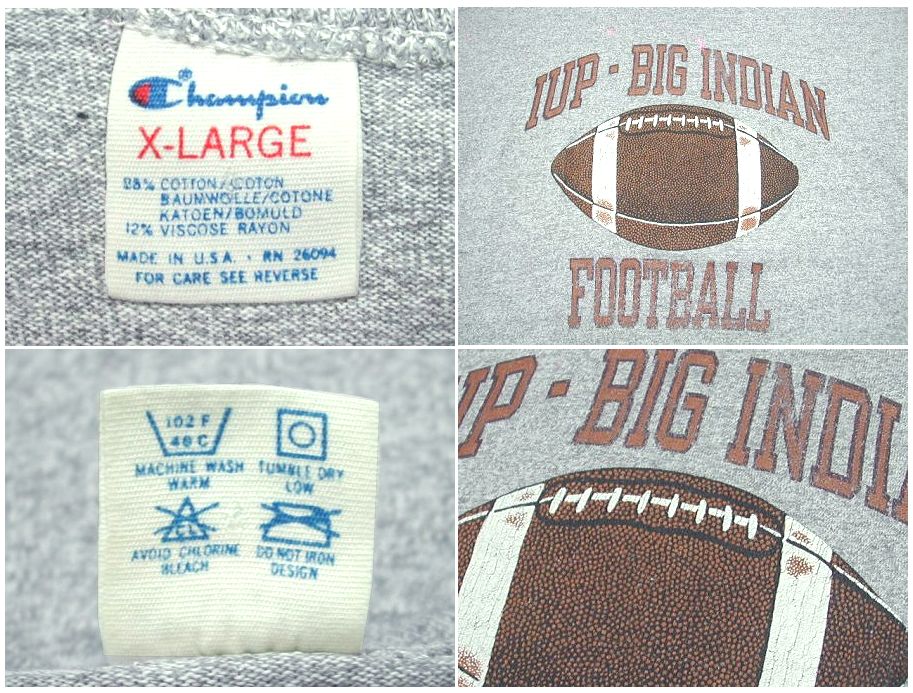 Champion®
X-LARGE
88% COTTON/COTON
BAUMWOLLE/COTONE
KATOEN/BOMULD
12% VISCOSE RAYON
MADE IN U.S.A. · RN 26094
FOR CARE SEE REVERSE
IUP · BIG INDIAN
FOOTBALL
102 F
40 C
MACHINE WASH
WARM
TUMBLE DRY
LOW
CL
AVOID CHLORINE
BLEACH
DO NOT IRON
DESIGN
UP · BIG INDI